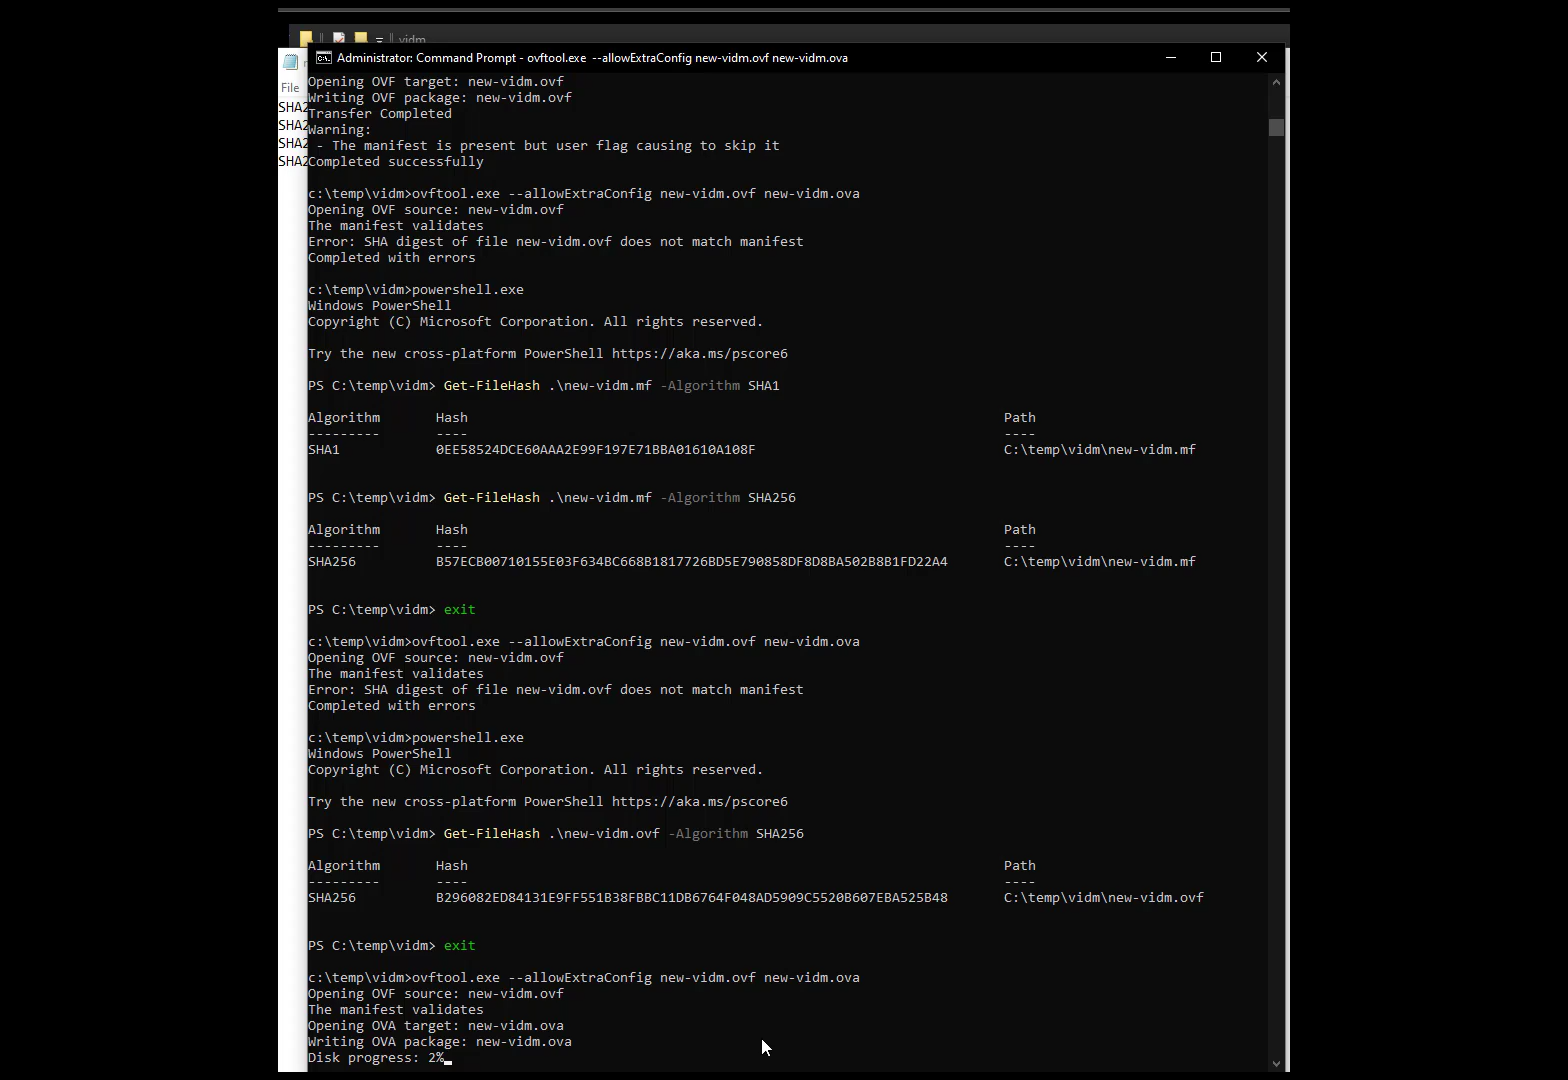 vidm
Administrator: Command Prompt - ovftool.exe --allowExtraConfig new-vidm.ovf new-vidm.ova
File
SHA2
SHA2
SHA2
SHA2
Opening OVF target: new-vidm.ovf
Writing OVF package: new-vidm.ovf
Transfer Completed
Warning:
- The manifest is present but user flag causing to skip it
Completed successfully
c:\temp\vidm>ovftool.exe --allowExtraConfig new-vidm.ovf new-vidm.ova
Opening OVF source: new-vidm.ovf
The manifest validates
Error: SHA digest of file new-vidm.ovf does not match manifest
Completed with errors
c:\temp\vidm>powershell.exe
Windows PowerShell
Copyright (C) Microsoft Corporation. All rights reserved.
Try the new cross-platform PowerShell https://aka.ms/pscore6
PS C:\temp\vidm> Get-FileHash .\new-vidm.mf -Algorithm SHA1
Algorithm Hash Path
--------- ---- ----
SHA1 0EE58524DCE60AAA2E99F197E71BBA01610A108F C:\temp\vidm\new-vidm.mf
PS C:\temp\vidm> Get-FileHash .\new-vidm.mf -Algorithm SHA256
Algorithm Hash Path
--------- ---- ----
SHA256 B57ECB00710155E03F634BC668B1817726BD5E790858DF8D8BA502B8B1FD22A4 C:\temp\vidm\new-vidm.mf
PS C:\temp\vidm> exit
c:\temp\vidm>ovftool.exe --allowExtraConfig new-vidm.ovf new-vidm.ova
Opening OVF source: new-vidm.ovf
The manifest validates
Error: SHA digest of file new-vidm.ovf does not match manifest
Completed with errors
c:\temp\vidm>powershell.exe
Windows PowerShell
Copyright (C) Microsoft Corporation. All rights reserved.
Try the new cross-platform PowerShell https://aka.ms/pscore6
PS C:\temp\vidm> Get-FileHash .\new-vidm.ovf -Algorithm SHA256
Algorithm Hash Path
--------- ---- ----
SHA256 B296082ED84131E9FF551B38FBBC11DB6764F048AD5909C5520B607EBA525B48 C:\temp\vidm\new-vidm.ovf
PS C:\temp\vidm> exit
c:\temp\vidm>ovftool.exe --allowExtraConfig new-vidm.ovf new-vidm.ova
Opening OVF source: new-vidm.ovf
The manifest validates
Opening OVA target: new-vidm.ova
Writing OVA package: new-vidm.ova
Disk progress: 2%